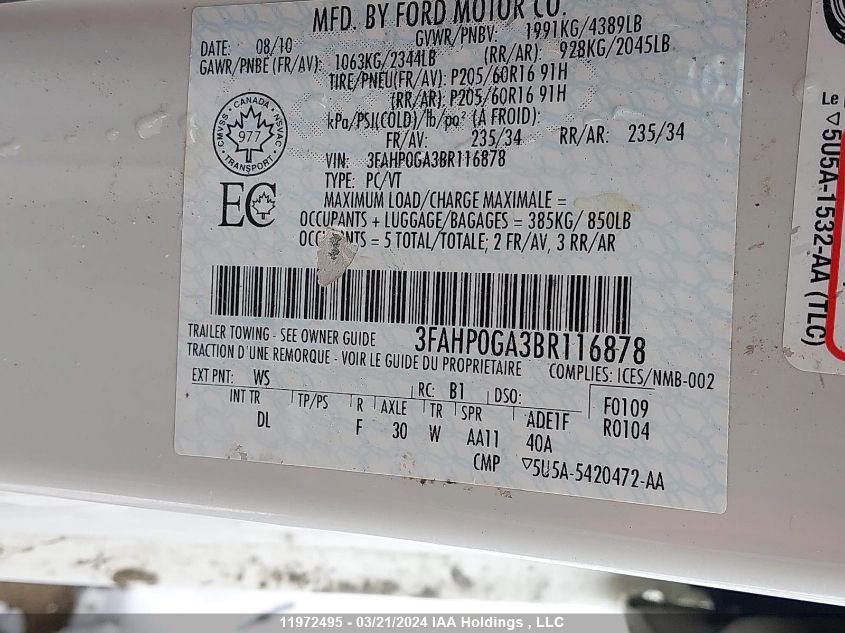 MFD. BY FORD MOTOR CO.
DATE: 08/10
GVWR/PNBV: 1991KG/4389LB
GAWR/PNBE (FR/AV): 1063KG/2344LB (RR/AR): 928KG/2045LB
TIRE/PNEU(FR/AV): P205/60R16 91H
(RR/AR): P205/60R16 91H
kPa/PSI(COLD)/lb/po² (À FROID):
FR/AV: 235/34 RR/AR: 235/34
VIN: 3FAHP0GA3BR116878
TYPE: PC/VT
CANADA
CMVSS
NSVAC
977
TRANSPORT
EC
MAXIMUM LOAD/CHARGE MAXIMALE =
OCCUPANTS + LUGGAGE/BAGAGES = 385KG/ 850LB
= 5 TOTAL/TOTALE; 2 FR/AV, 3 RR/AR
3FAHP0GA3BR116878
TRAILER TOWING - SEE OWNER GUIDE
TRACTION D'UNE REMORQUE - VOIR LE GUIDE DU PROPRIETAIRE
COMPLIES: ICES/NMB-002
EXT PNT: WS RC: B1 DSO: F0109
R0104
INT TR TP/PS R AXLE TR SPR ADE1F
DL F 30 W AA11 40A
CMP ▽5U5A-5420472-AA
Le
▽5U5A-1532-AA (TLC)
11972495 - 03/21/2024 IAA Holdings , LLC